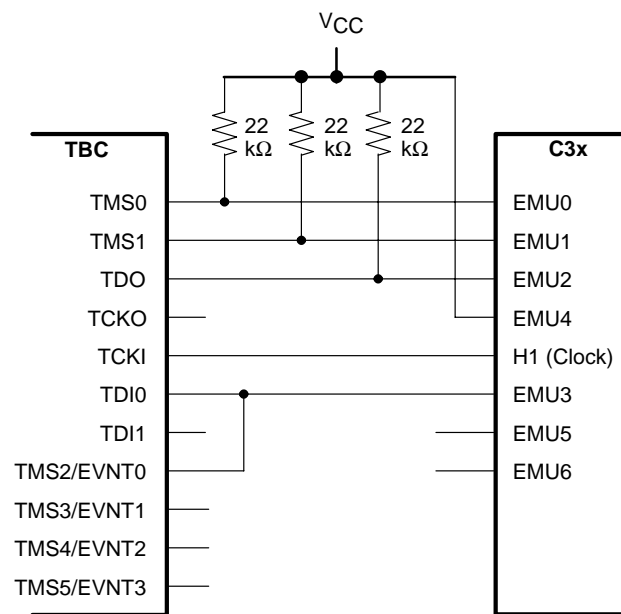 VCC
22 kΩ
22 kΩ
22 kΩ
TBC
C3x
TMS0
EMU0
TMS1
EMU1
TDO
EMU2
TCKO
EMU4
TCKI
H1 (Clock)
TDI0
EMU3
TDI1
EMU5
TMS2/EVNT0
EMU6
TMS3/EVNT1
TMS4/EVNT2
TMS5/EVNT3